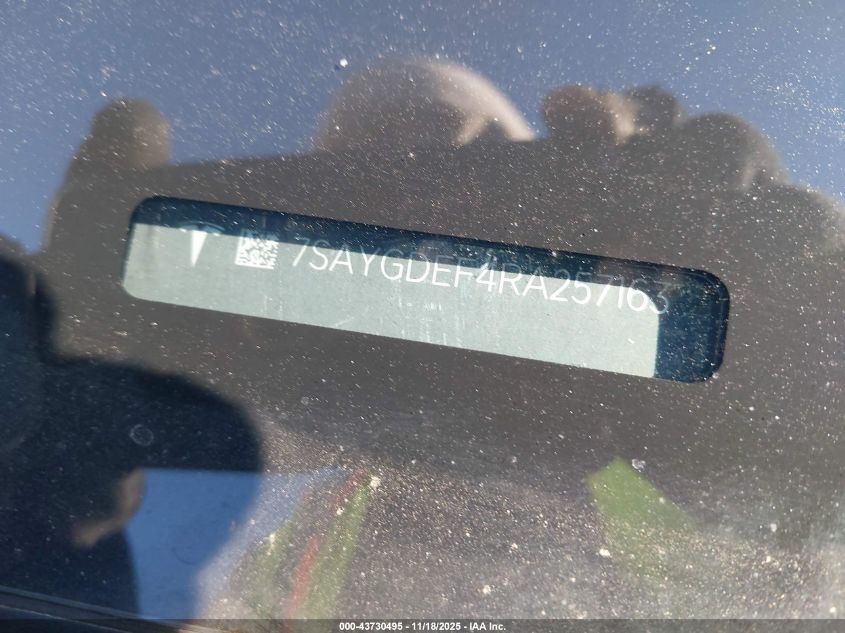 7SAYGDEF4RA257163
000-43730495 - 11/18/2025 - IAA Inc.